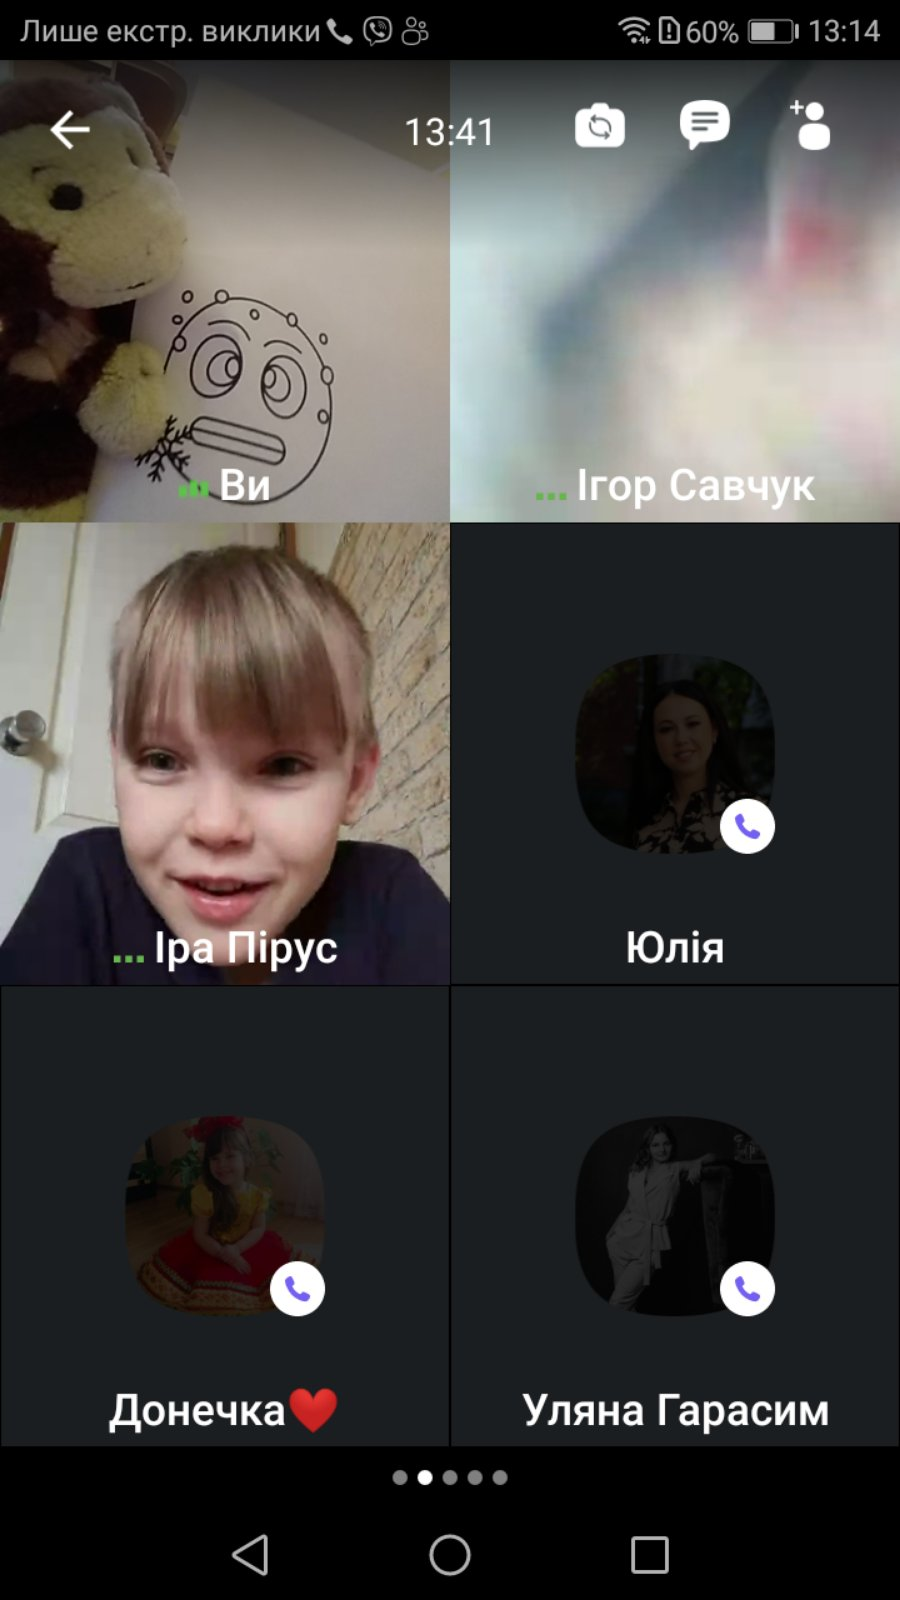 Лише екстр. виклики 60% 13:14
13:41
Ви
Ігор Савчук
Іра Пірус
Юлія
Донечка❤️
Уляна Гарасим